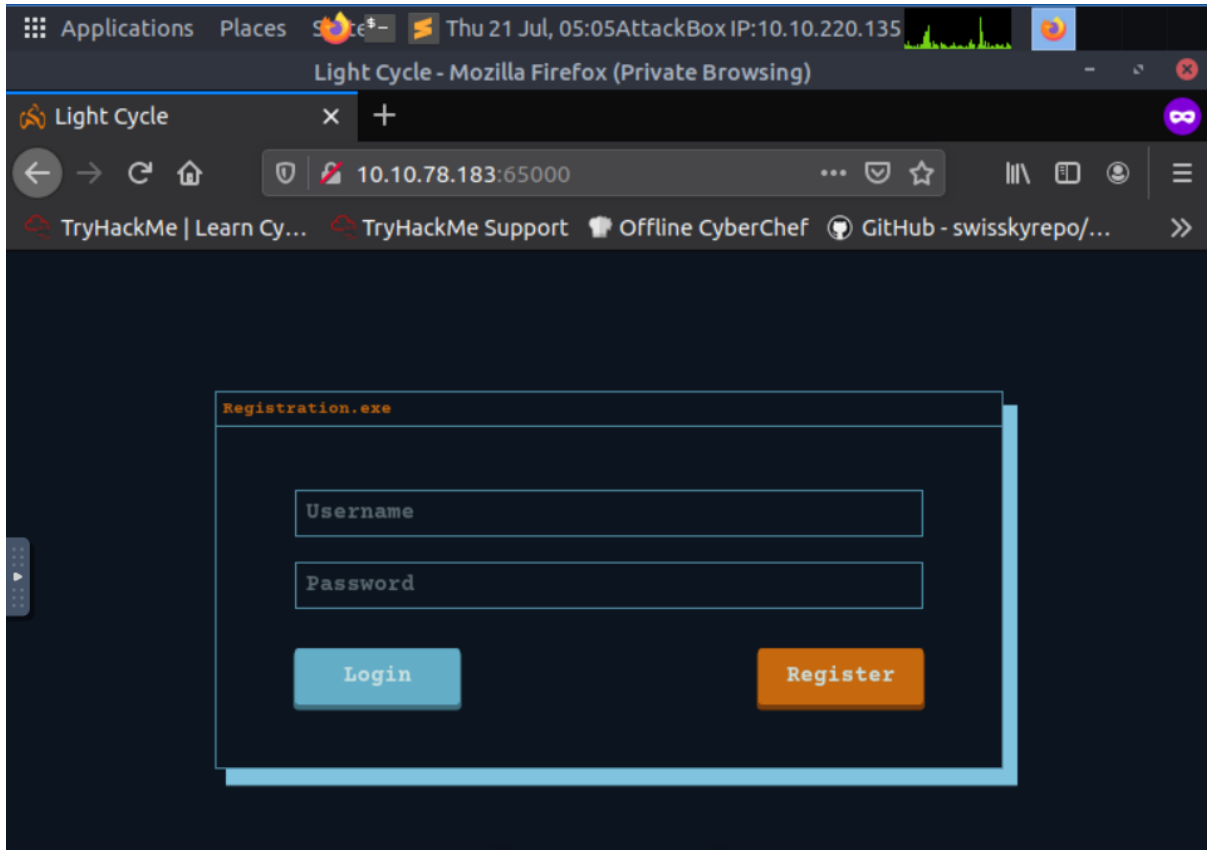 Applications Places Thu 21 Jul, 05:05AttackBox IP:10.10.220.135
Light Cycle - Mozilla Firefox (Private Browsing)
Light Cycle
10.10.78.183:65000
TryHackMe | Learn Cy... TryHackMe Support Offline CyberChef GitHub - swisskyrepo/...
Registration.exe
Username
Password
Login Register